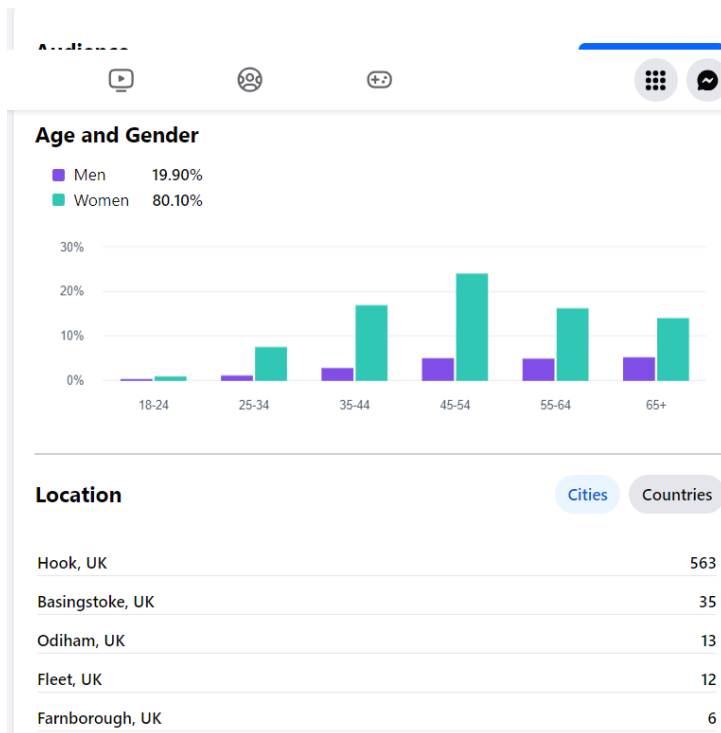 Audience
Age and Gender
Men 19.90%
Women 80.10%
30%
20%
10%
0%
18-24 25-34 35-44 45-54 55-64 65+
Location
Cities Countries
Hook, UK 563
Basingstoke, UK 35
Odiham, UK 13
Fleet, UK 12
Farnborough, UK 6